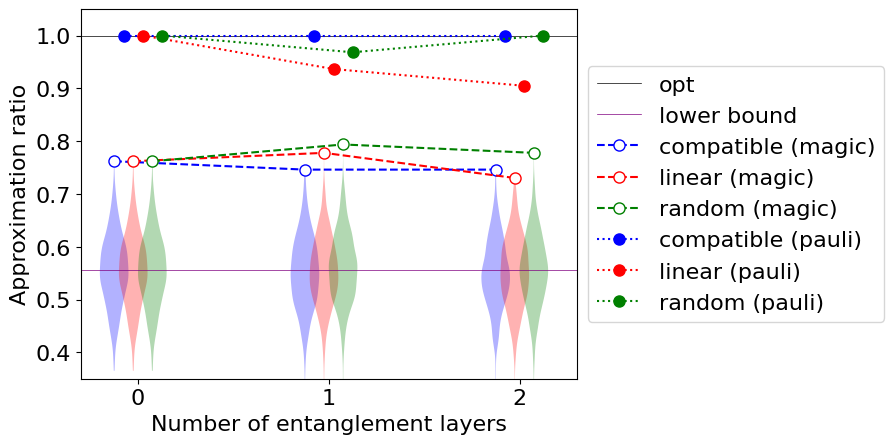 1.0
0.9
0.8
0.7
0.6
0.5
0.4
Approximation ratio
0 1 2
Number of entanglement layers
opt
lower bound
compatible (magic)
linear (magic)
random (magic)
compatible (pauli)
linear (pauli)
random (pauli)